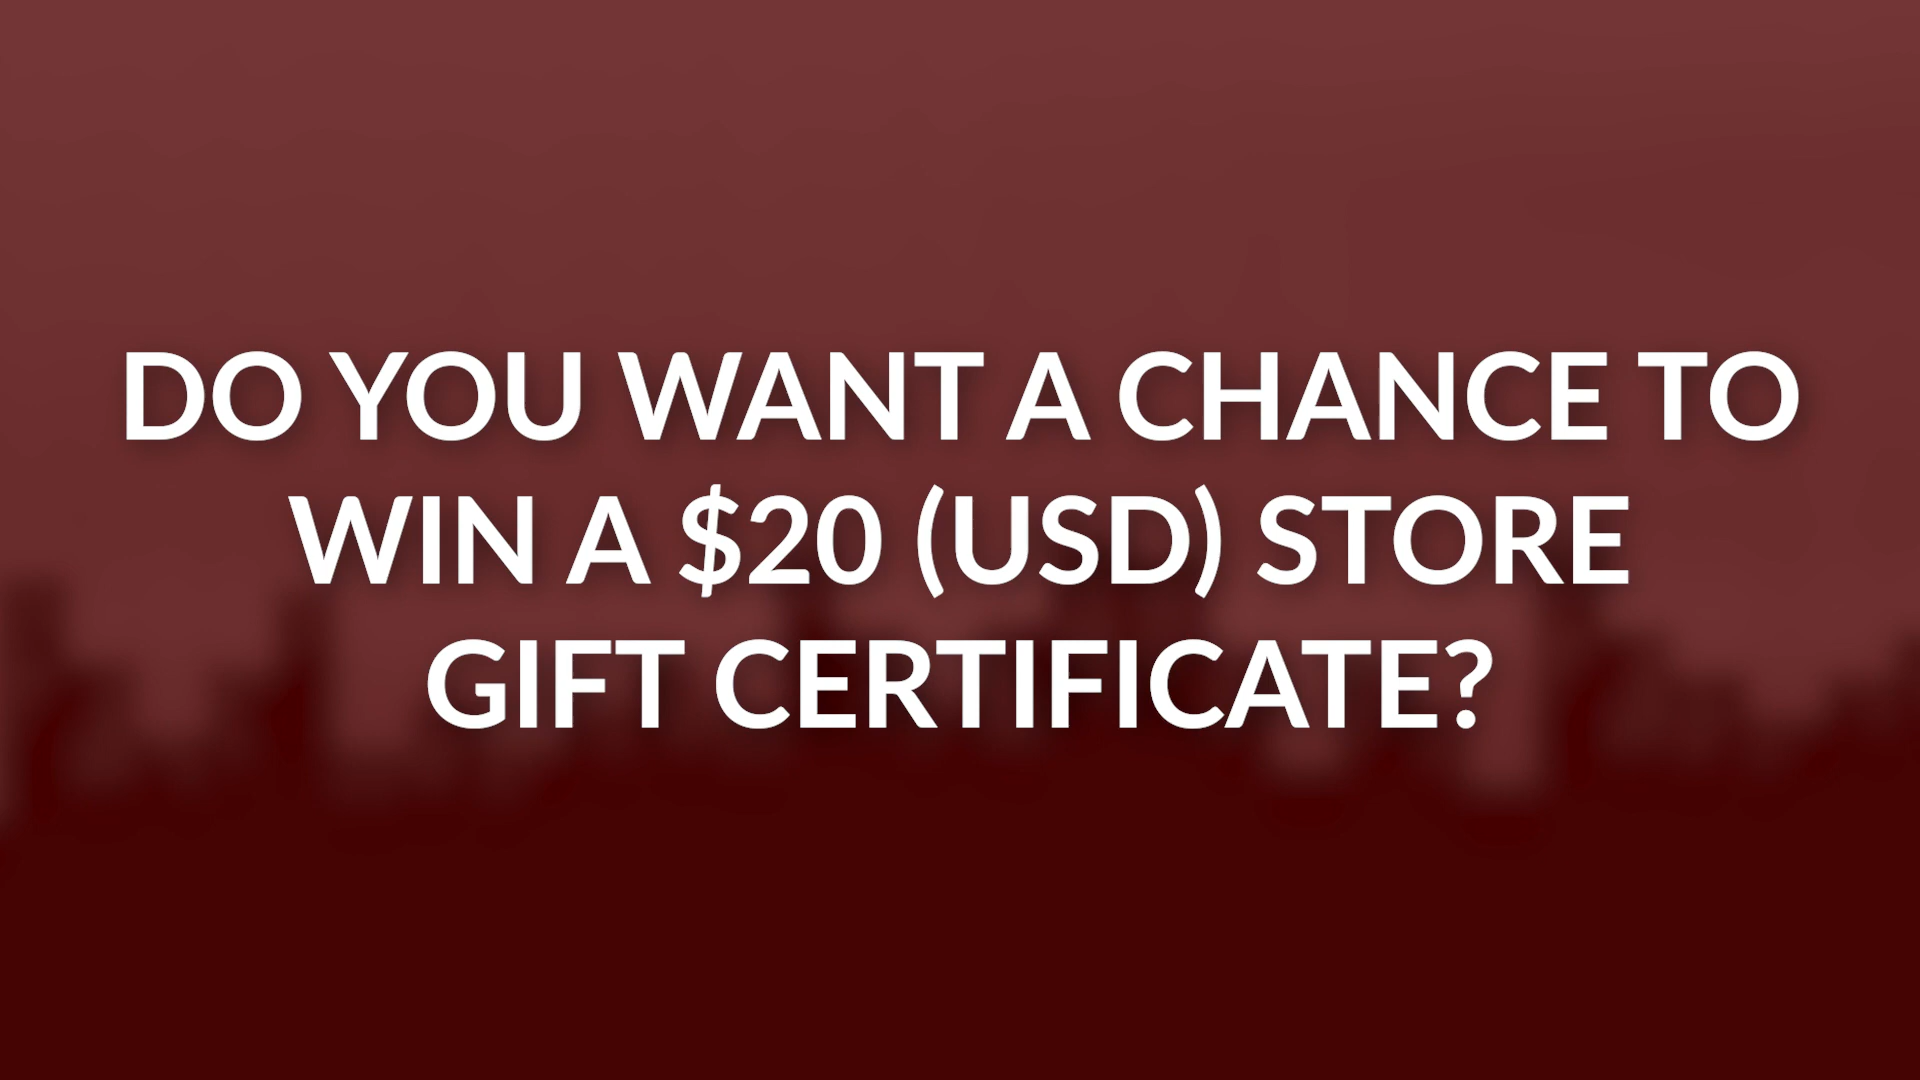 DO YOU WANT A CHANCE TO
WIN A $20 (USD) STORE
GIFT CERTIFICATE?